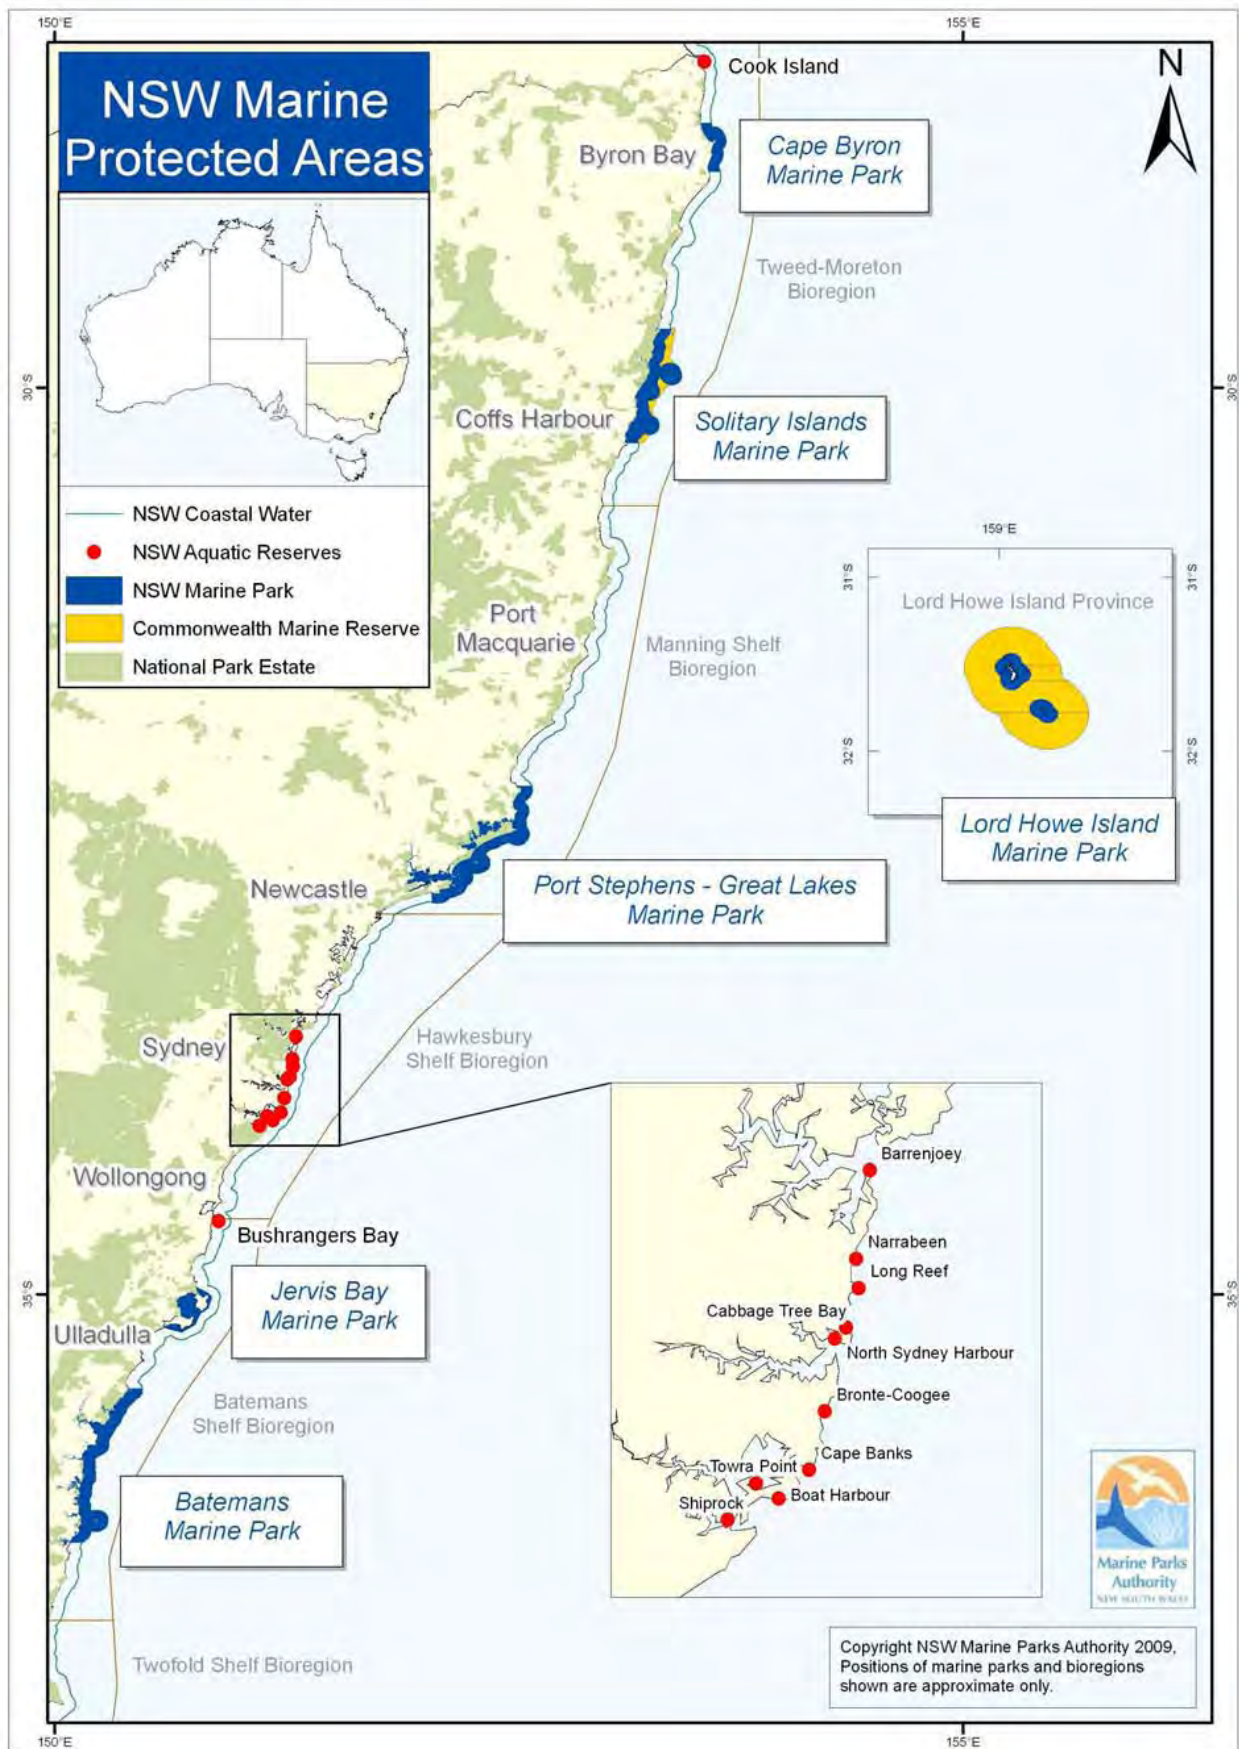 150°E
155°E
NSW Marine
Protected Areas
Cook Island
N
Byron Bay
Cape Byron
Marine Park
Tweed-Moreton
Bioregion
30°S
30°S
Coffs Harbour
Solitary Islands
Marine Park
NSW Coastal Water
NSW Aquatic Reserves
NSW Marine Park
Commonwealth Marine Reserve
National Park Estate
159°E
31°S
31°S
Lord Howe Island Province
32°S
32°S
Lord Howe Island
Marine Park
Port
Macquarie
Manning Shelf
Bioregion
Newcastle
Port Stephens - Great Lakes
Marine Park
Sydney
Hawkesbury
Shelf Bioregion
Wollongong
Bushrangers Bay
35°S
35°S
Jervis Bay
Marine Park
Ulladulla
Batemans
Shelf Bioregion
Batemans
Marine Park
Twofold Shelf Bioregion
Barrenjoey
Narrabeen
Long Reef
Cabbage Tree Bay
North Sydney Harbour
Bronte-Coogee
Cape Banks
Towra Point
Boat Harbour
Shiprock
Marine Parks
Authority
NEW SOUTH WALES
Copyright NSW Marine Parks Authority 2009,
Positions of marine parks and bioregions
shown are approximate only.
150°E
155°E